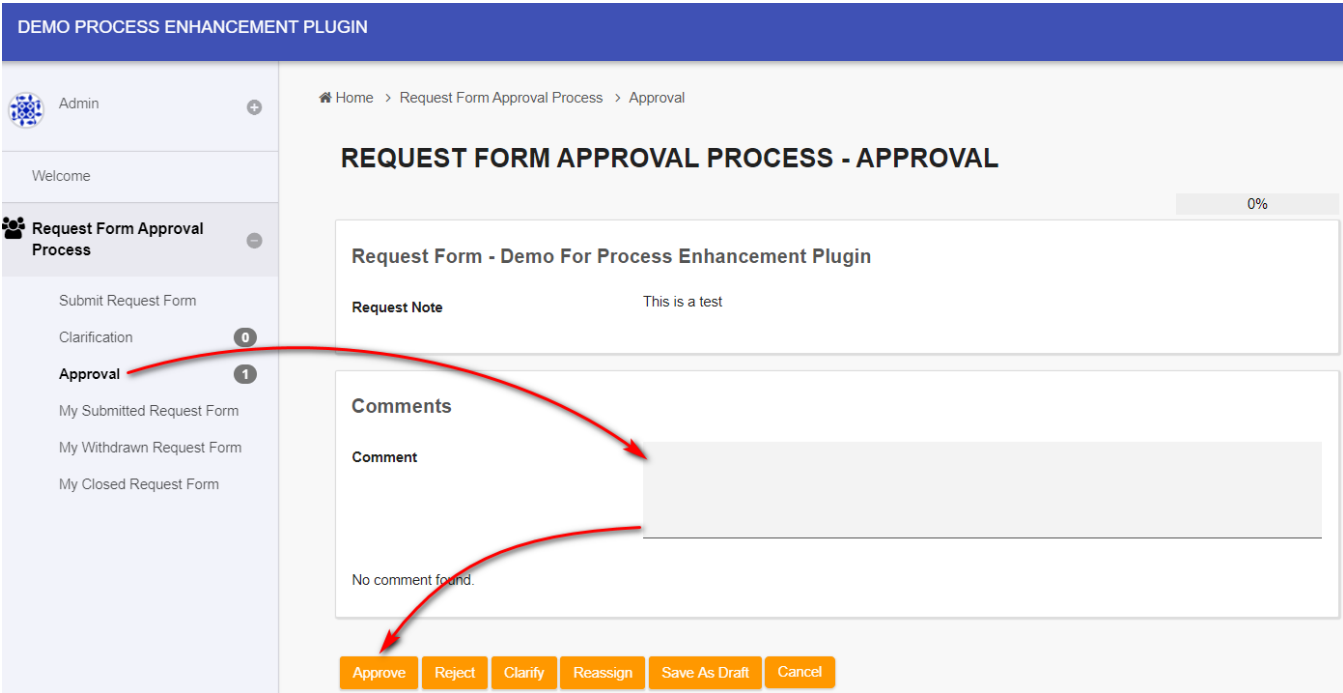 DEMO PROCESS ENHANCEMENT PLUGIN
Admin
Welcome
Request Form Approval
Process
Submit Request Form
Clarification 0
Approval 1
My Submitted Request Form
My Withdrawn Request Form
My Closed Request Form
Home > Request Form Approval Process > Approval
REQUEST FORM APPROVAL PROCESS - APPROVAL
0%
Request Form - Demo For Process Enhancement Plugin
Request Note This is a test
Comments
Comment
No comment found.
Approve Reject Clarify Reassign Save As Draft Cancel